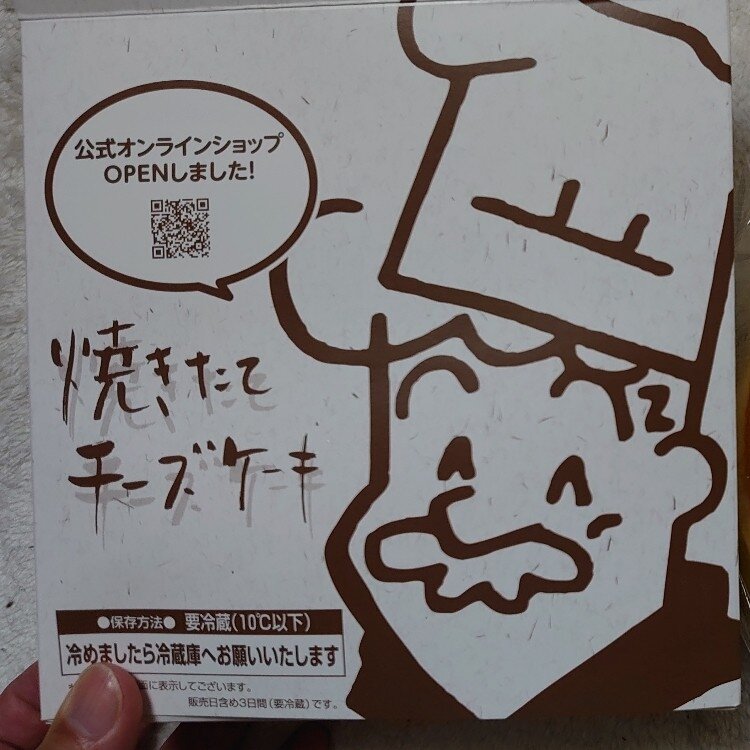 公式オンラインショップ
OPENしました!
焼きたて
チーズケーキ
●保存方法● 要冷蔵(10℃以下)
冷めましたら冷蔵庫へお願いいたします
面に表示してございます。
販売日含め3日間(要冷蔵)です。